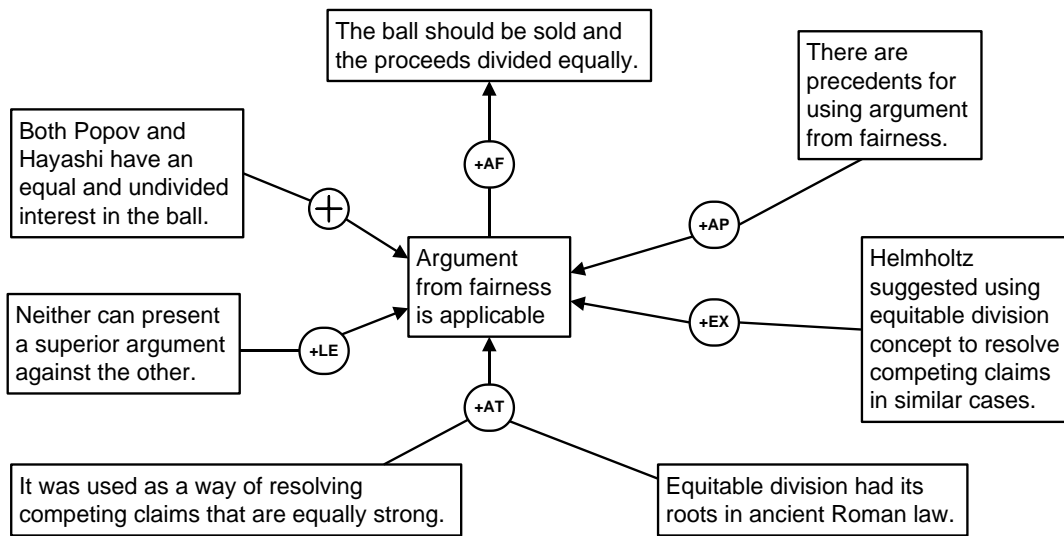 The ball should be sold and
the proceeds divided equally.
There are
precedents for
using argument
from fairness.
Both Popov and
Hayashi have an
equal and undivided
interest in the ball.
+AF
+
+AP
Argument
from fairness
is applicable
Helmholtz
suggested using
equitable division
concept to resolve
competing claims
in similar cases.
Neither can present
a superior argument
against the other.
+LE
+EX
+AT
It was used as a way of resolving
competing claims that are equally strong.
Equitable division had its
roots in ancient Roman law.